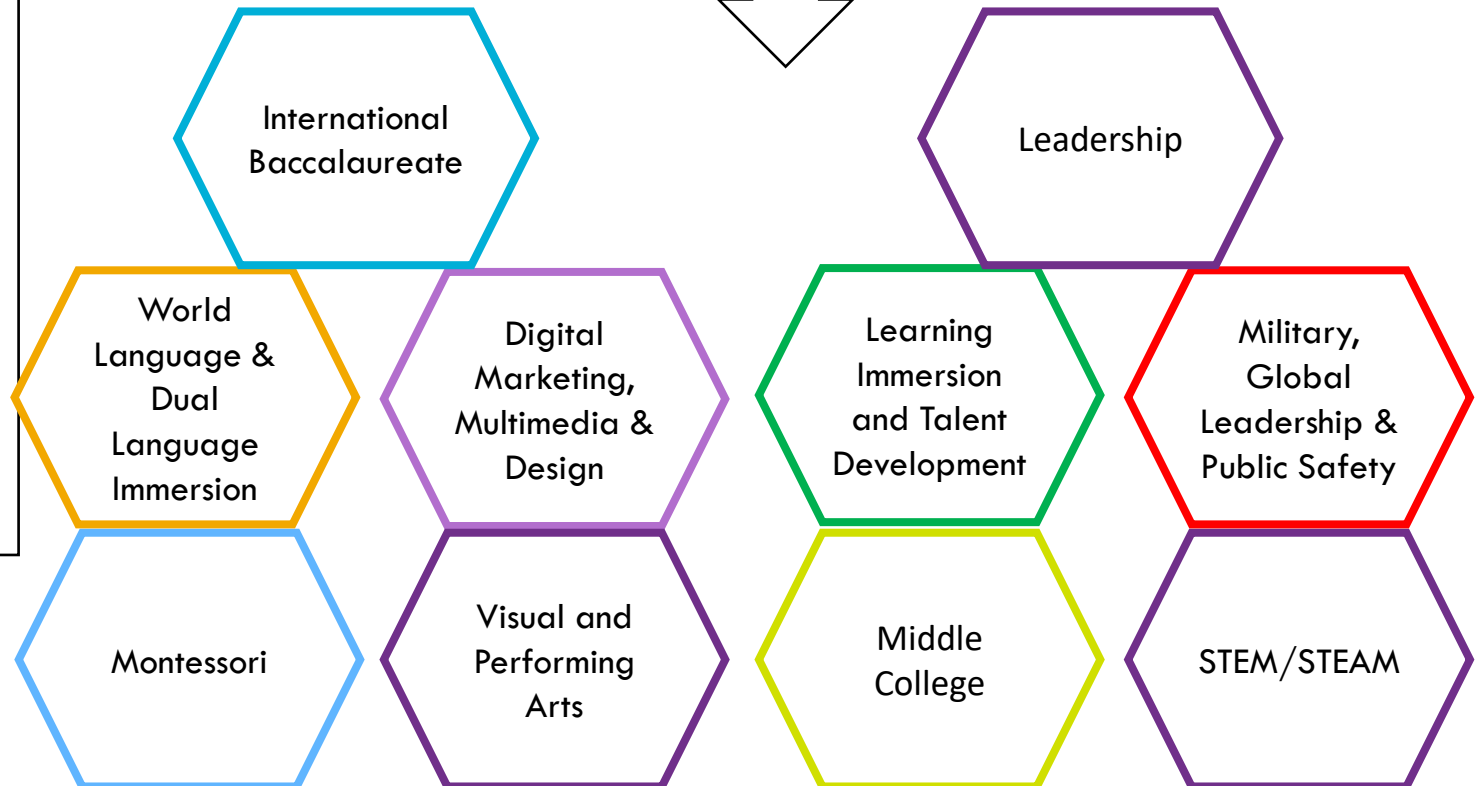 International
Baccalaureate
Leadership
World
Language &
Dual
Language
Immersion
Digital
Marketing,
Multimedia &
Design
Learning
Immersion
and Talent
Development
Military,
Global
Leadership &
Public Safety
Montessori
Visual and
Performing
Arts
Middle
College
STEM/STEAM